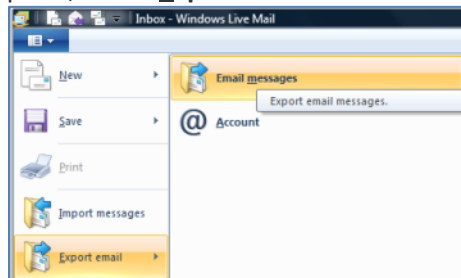 Inbox - Windows Live Mail
New
Email messages
Export email messages.
Save
@ Account
Print
Import messages
Export email